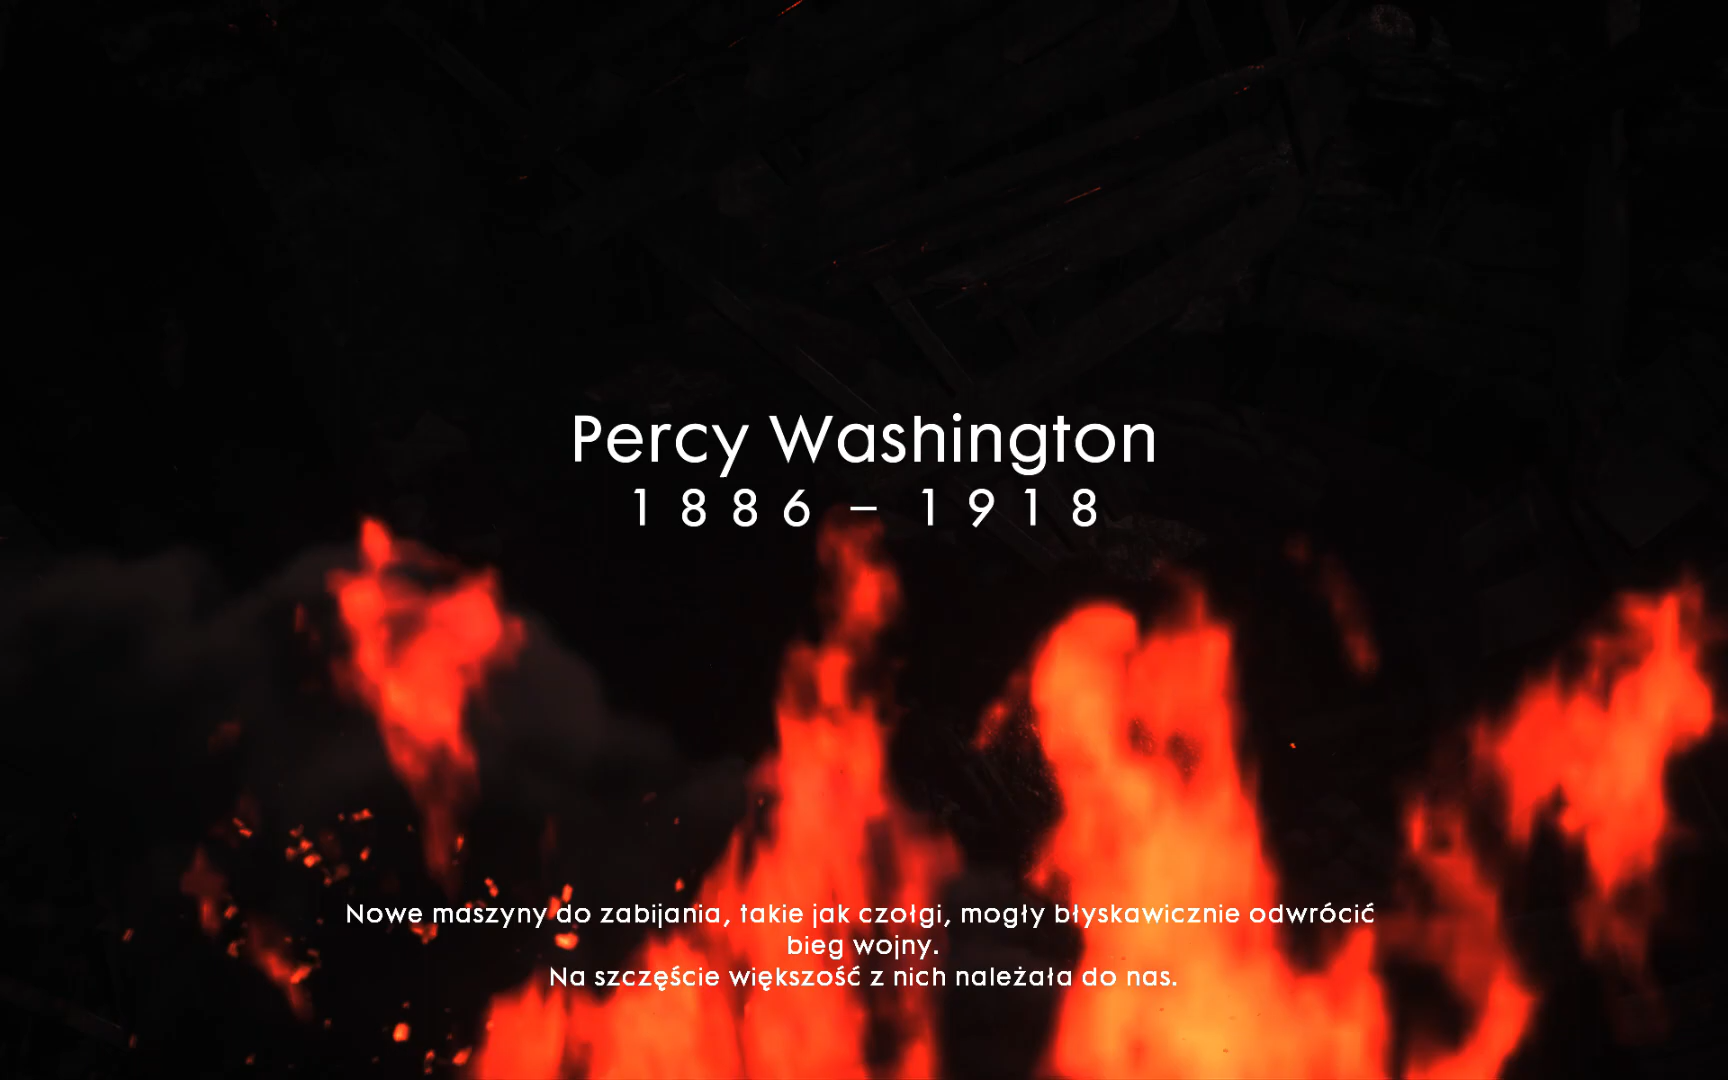 Percy Washington
1886 – 1918
Nowe maszyny do zabijania, takie jak czołgi, mogły błyskawicznie odwrócić
bieg wojny.
Na szczęście większość z nich należała do nas.